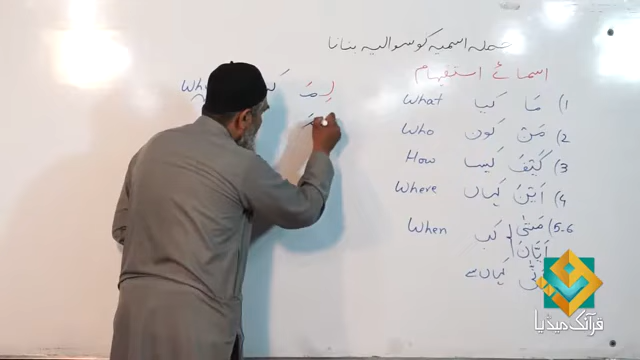 جملہ اسمیہ کو سوالیہ بنانا
اسمائے استفہام
1) مَا کیا What
2) مَنْ کون Who
3) کَیْفَ کیسا How
4) اَیْنَ کہاں Where
5-6) مَتٰی کب When
اَیَّانَ
کہاں سے
لِمَ
قرآنک میڈیا